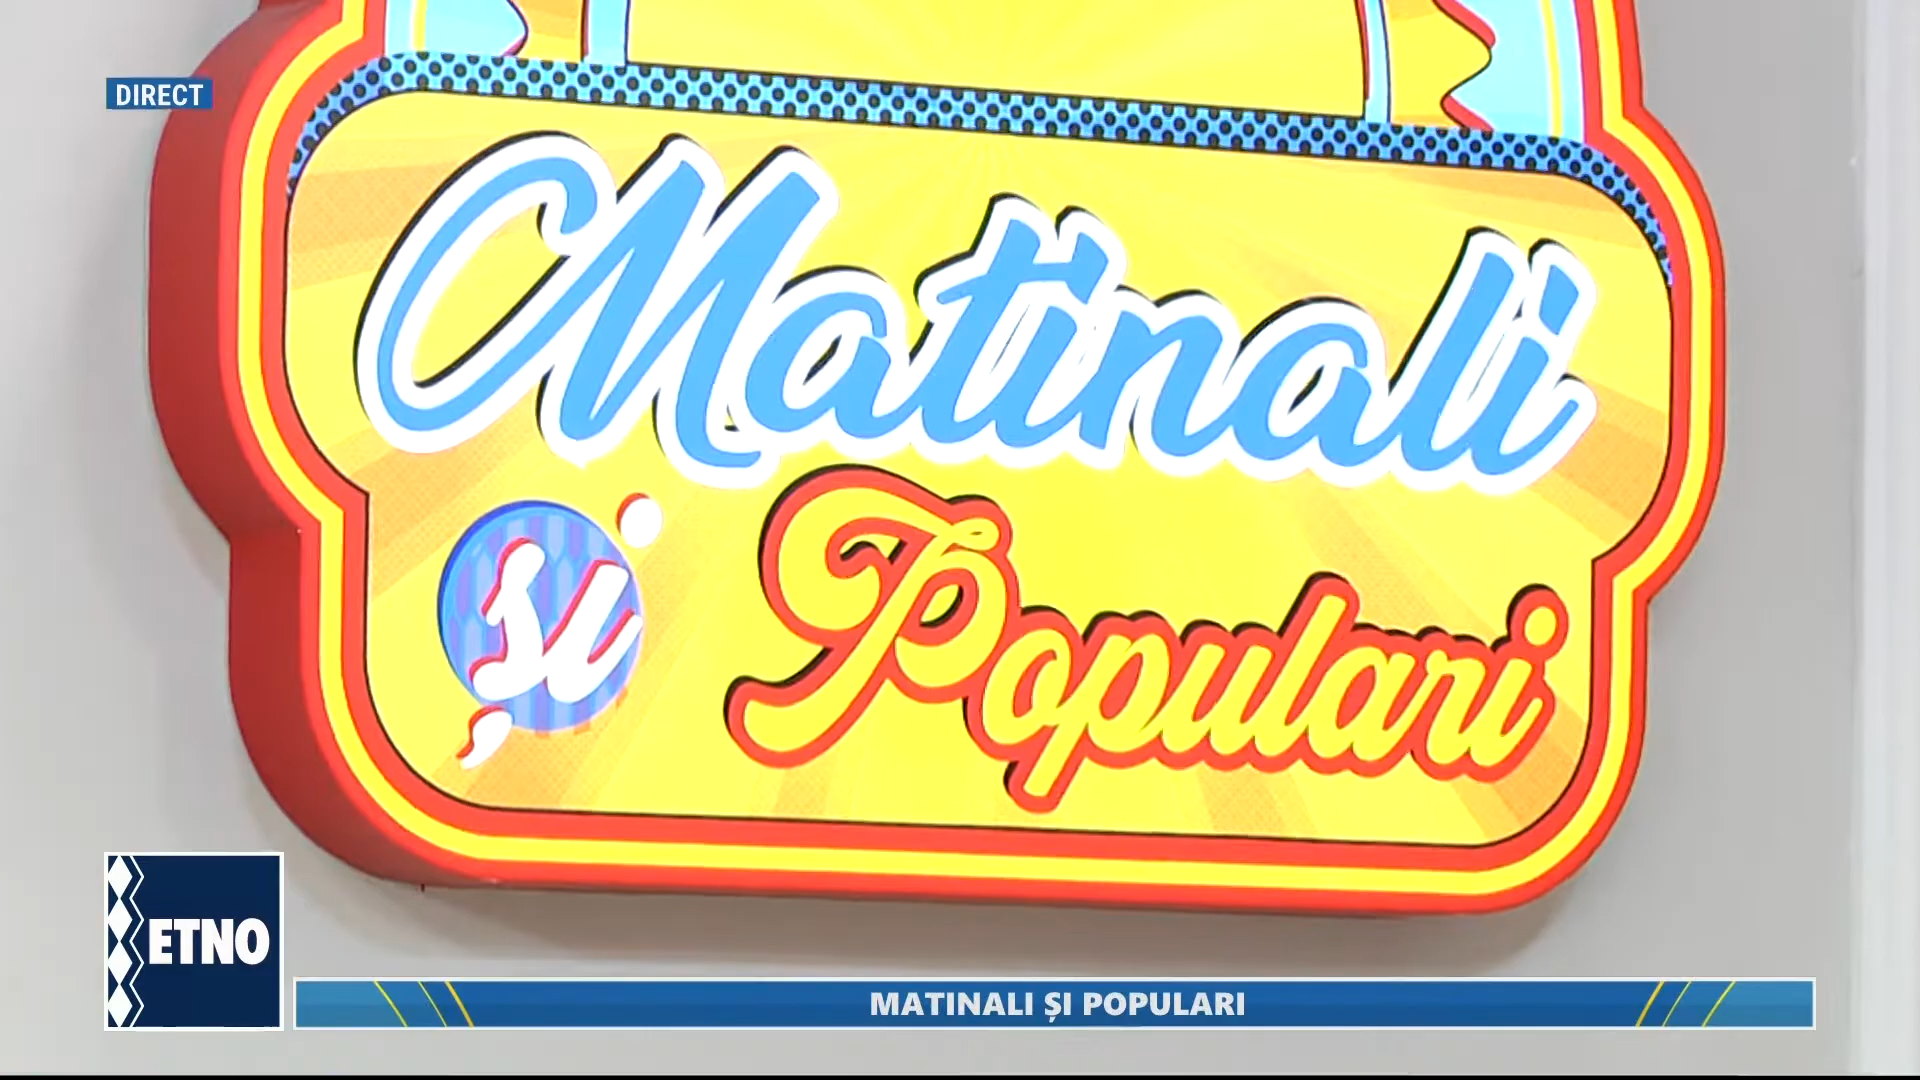 DIRECT
Matinali
și Populari
ETNO
MATINALI ȘI POPULARI